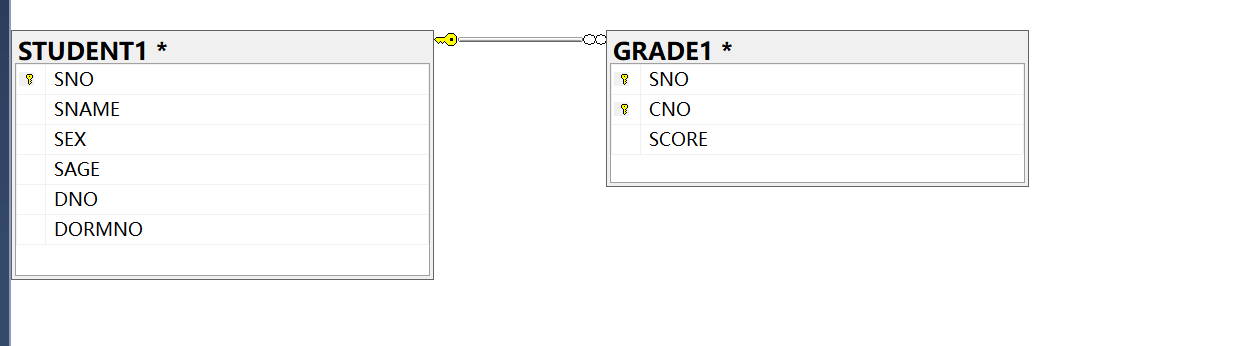 STUDENT1 *
SNO
SNAME
SEX
SAGE
DNO
DORMNO
GRADE1 *
SNO
CNO
SCORE